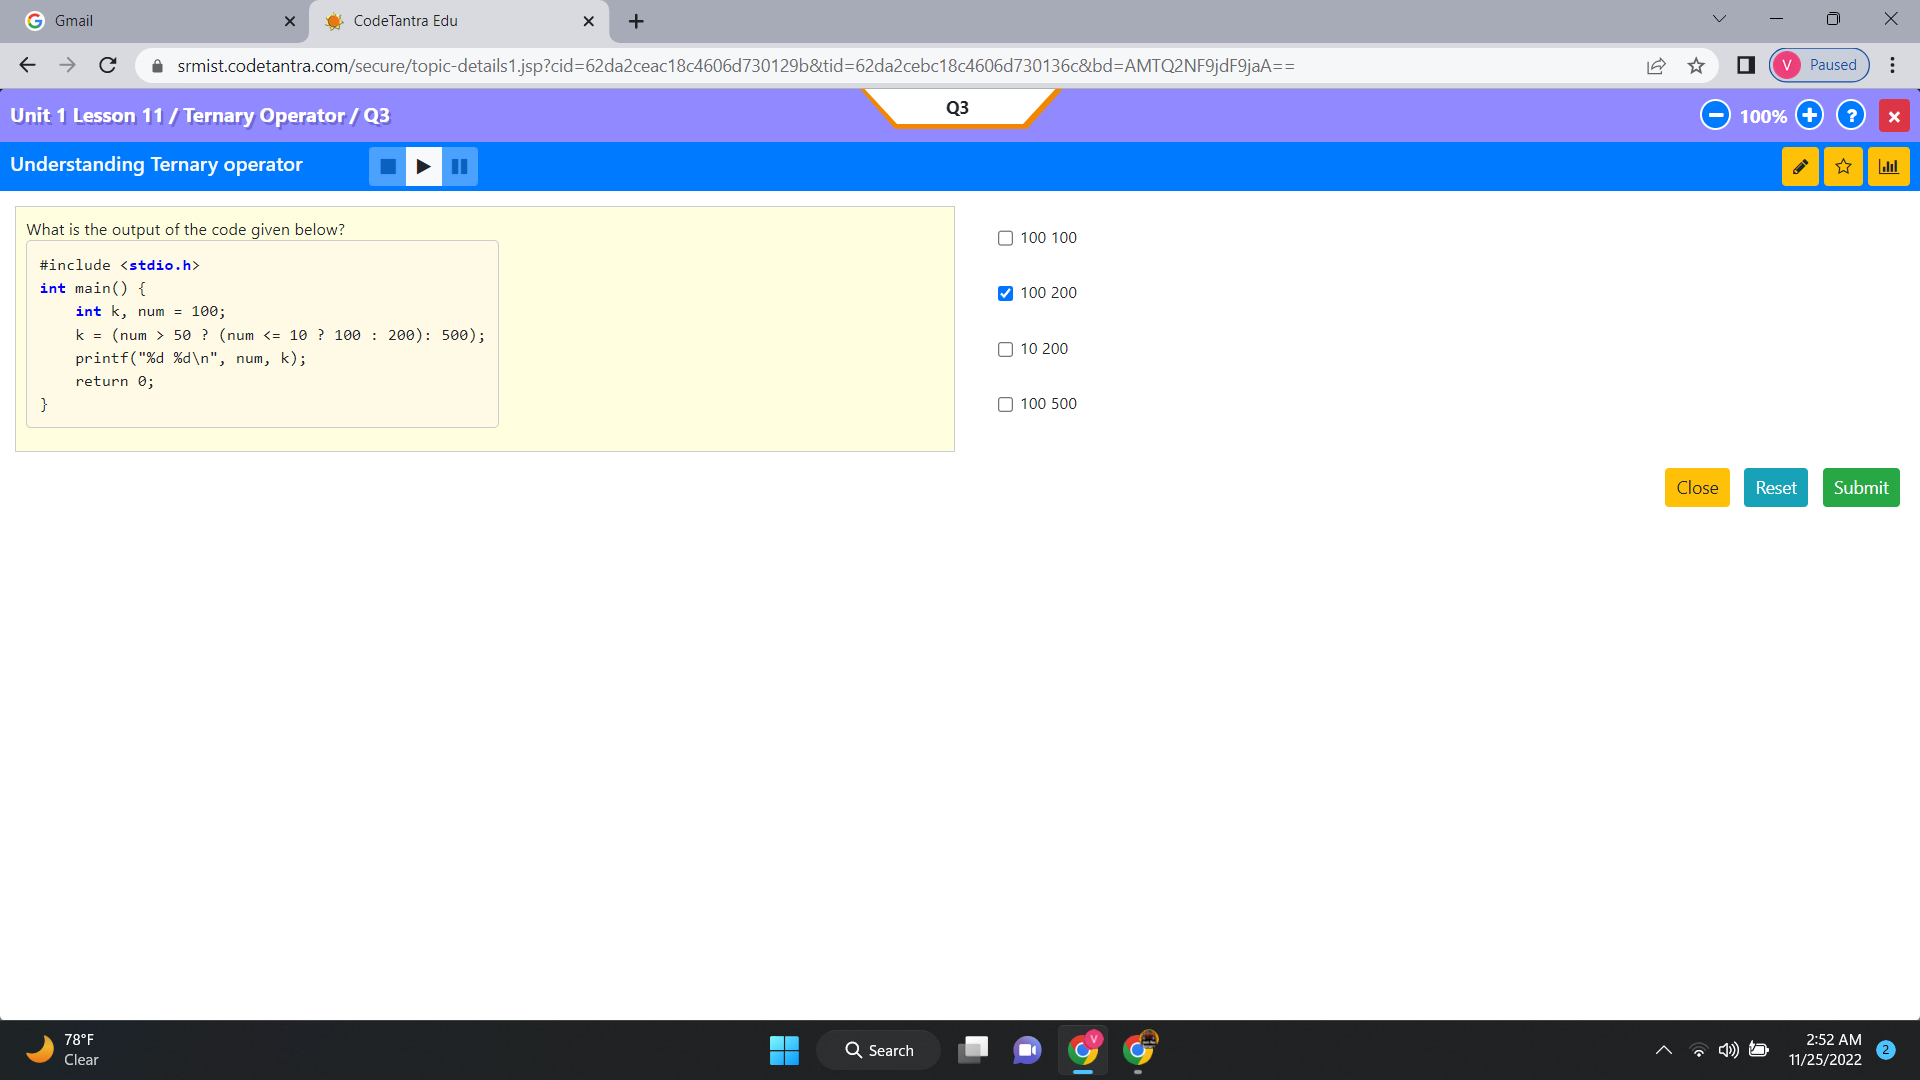 Gmail
CodeTantra Edu
srmist.codetantra.com/secure/topic-details1.jsp?cid=62da2ceac18c4606d730129b&tid=62da2cebc18c4606d730136c&bd=AMTQ2NF9jdF9jaA==
V Paused
Unit 1 Lesson 11 / Ternary Operator / Q3
Q3
100%
?
Understanding Ternary operator
What is the output of the code given below?
#include <stdio.h>
int main() {
int k, num = 100;
k = (num > 50 ? (num <= 10 ? 100 : 200): 500);
printf("%d %d\n", num, k);
return 0;
}
100 100
100 200
10 200
100 500
Close
Reset
Submit
78°F
Clear
Search
V
2:52 AM
11/25/2022
2